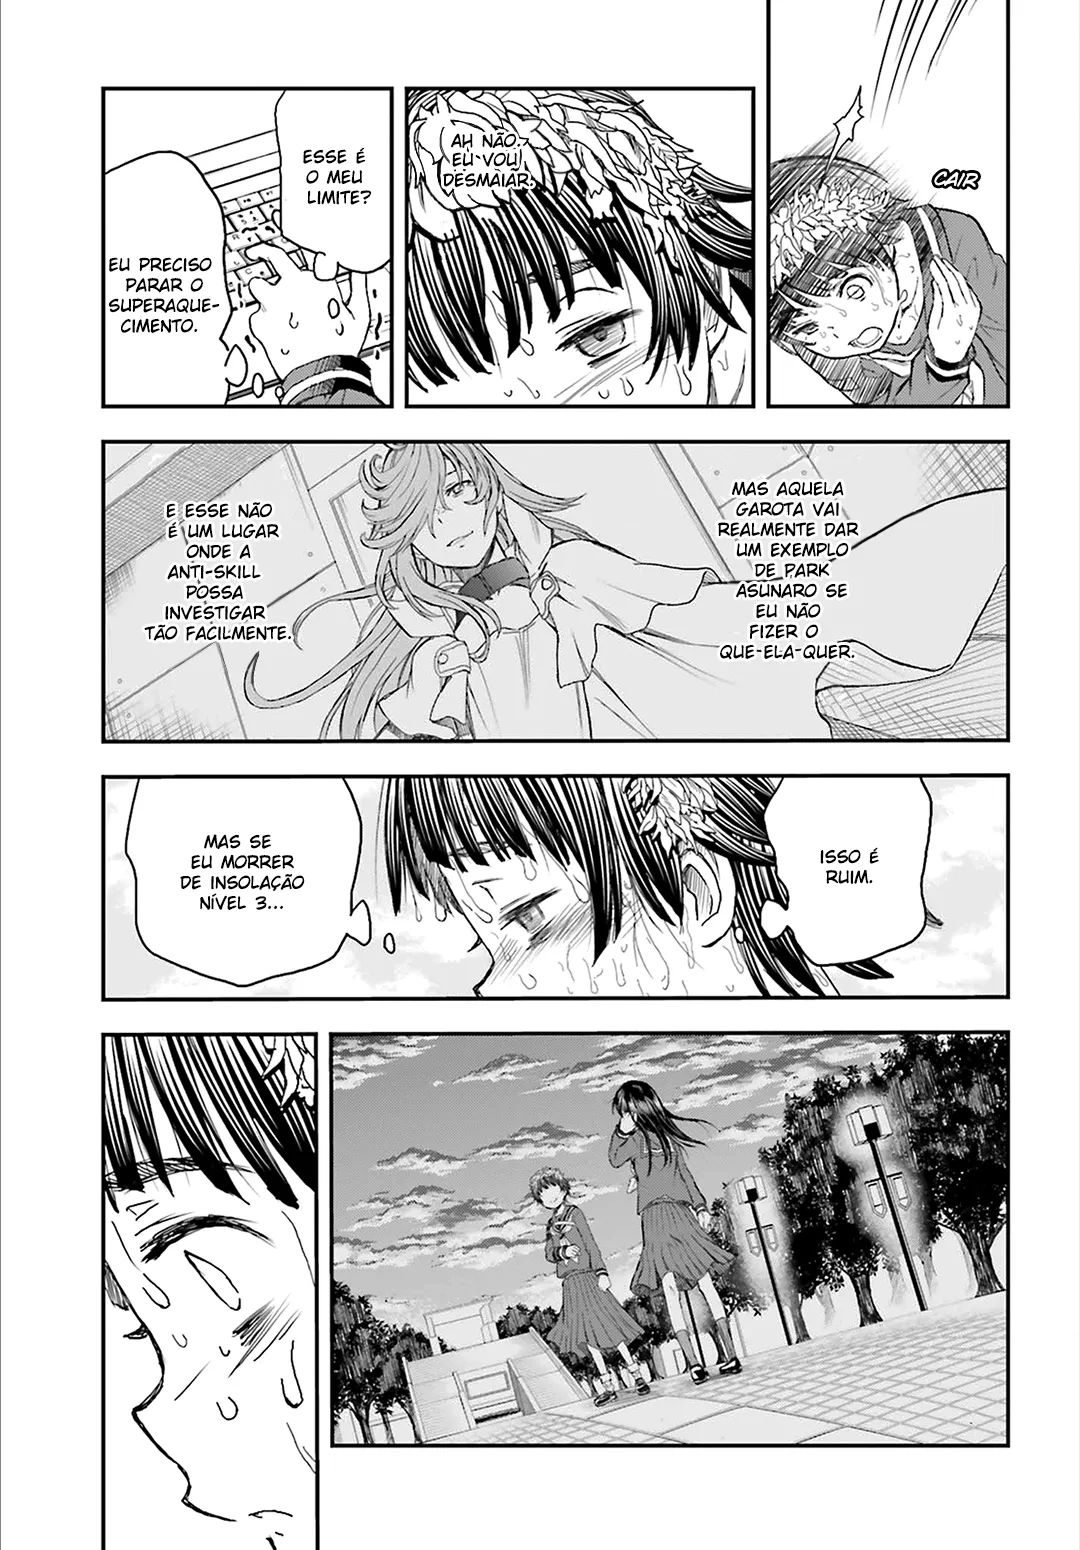 CAIR
AH NÃO.
EU VOU
DESMAIAR.
ESSE É
O MEU
LIMITE?
EU PRECISO
PARAR O
SUPERAQUE-
CIMENTO.
MAS AQUELA
GAROTA VAI
REALMENTE DAR
UM EXEMPLO
DE PARK
ASUNARO SE
EU NÃO
FIZER O
QUE-ELA-QUER.
E ESSE NÃO
É UM LUGAR
ONDE A
ANTI-SKILL
POSSA
INVESTIGAR
TÃO FACILMENTE.
ISSO É
RUIM.
MAS SE
EU MORRER
DE INSOLAÇÃO
NÍVEL 3...